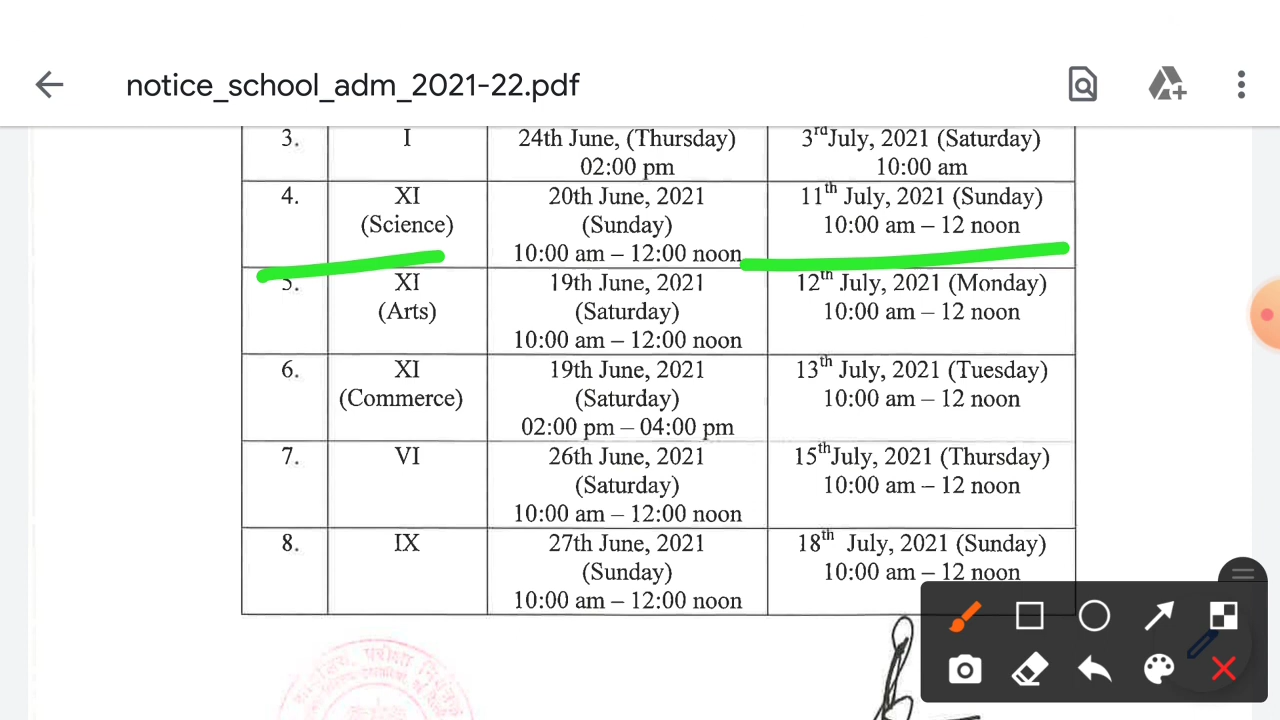 notice_school_adm_2021-22.pdf
3. I 24th June, (Thursday) 3rdJuly, 2021 (Saturday)
02:00 pm 10:00 am
4. XI 20th June, 2021 11th July, 2021 (Sunday)
(Science) (Sunday) 10:00 am – 12 noon
10:00 am – 12:00 noon
5. XI 19th June, 2021 12th July, 2021 (Monday)
(Arts) (Saturday) 10:00 am – 12 noon
10:00 am – 12:00 noon
6. XI 19th June, 2021 13th July, 2021 (Tuesday)
(Commerce) (Saturday) 10:00 am – 12 noon
02:00 pm – 04:00 pm
7. VI 26th June, 2021 15thJuly, 2021 (Thursday)
(Saturday) 10:00 am – 12 noon
10:00 am – 12:00 noon
8. IX 27th June, 2021 18th July, 2021 (Sunday)
(Sunday) 10:00 am – 12 noon
10:00 am – 12:00 noon